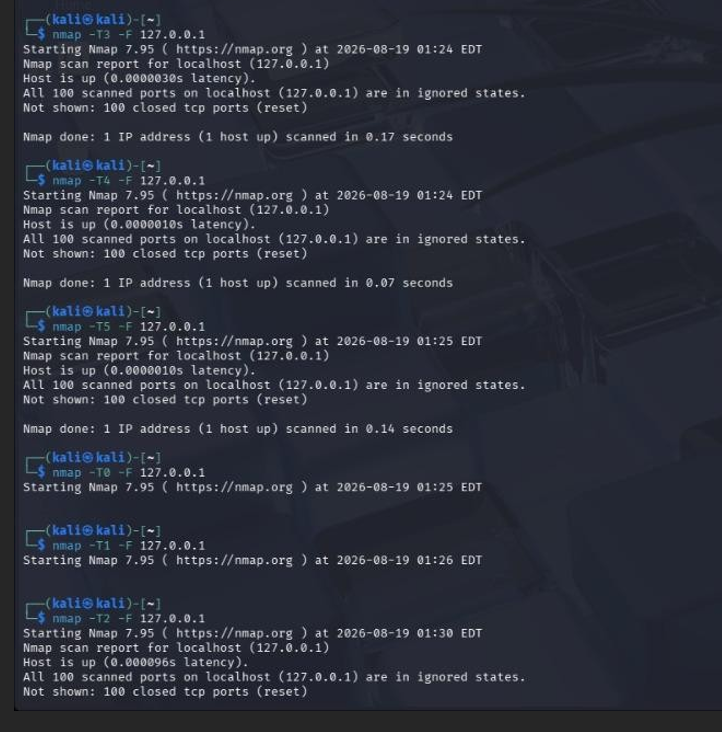 ┌──(kali㉿kali)-[~]
└─$ nmap -T3 -F 127.0.0.1
Starting Nmap 7.95 ( https://nmap.org ) at 2026-08-19 01:24 EDT
Nmap scan report for localhost (127.0.0.1)
Host is up (0.0000030s latency).
All 100 scanned ports on localhost (127.0.0.1) are in ignored states.
Not shown: 100 closed tcp ports (reset)
Nmap done: 1 IP address (1 host up) scanned in 0.17 seconds
┌──(kali㉿kali)-[~]
└─$ nmap -T4 -F 127.0.0.1
Starting Nmap 7.95 ( https://nmap.org ) at 2026-08-19 01:24 EDT
Nmap scan report for localhost (127.0.0.1)
Host is up (0.0000010s latency).
All 100 scanned ports on localhost (127.0.0.1) are in ignored states.
Not shown: 100 closed tcp ports (reset)
Nmap done: 1 IP address (1 host up) scanned in 0.07 seconds
┌──(kali㉿kali)-[~]
└─$ nmap -T5 -F 127.0.0.1
Starting Nmap 7.95 ( https://nmap.org ) at 2026-08-19 01:25 EDT
Nmap scan report for localhost (127.0.0.1)
Host is up (0.0000010s latency).
All 100 scanned ports on localhost (127.0.0.1) are in ignored states.
Not shown: 100 closed tcp ports (reset)
Nmap done: 1 IP address (1 host up) scanned in 0.14 seconds
┌──(kali㉿kali)-[~]
└─$ nmap -T0 -F 127.0.0.1
Starting Nmap 7.95 ( https://nmap.org ) at 2026-08-19 01:25 EDT
┌──(kali㉿kali)-[~]
└─$ nmap -T1 -F 127.0.0.1
Starting Nmap 7.95 ( https://nmap.org ) at 2026-08-19 01:26 EDT
┌──(kali㉿kali)-[~]
└─$ nmap -T2 -F 127.0.0.1
Starting Nmap 7.95 ( https://nmap.org ) at 2026-08-19 01:30 EDT
Nmap scan report for localhost (127.0.0.1)
Host is up (0.000096s latency).
All 100 scanned ports on localhost (127.0.0.1) are in ignored states.
Not shown: 100 closed tcp ports (reset)